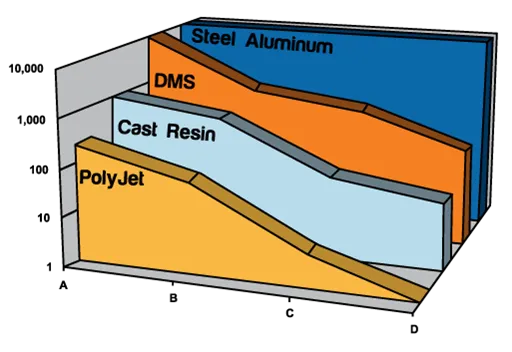 Steel Aluminum
DMS
Cast Resin
PolyJet
10,000
1,000
100
10
1
A
B
C
D